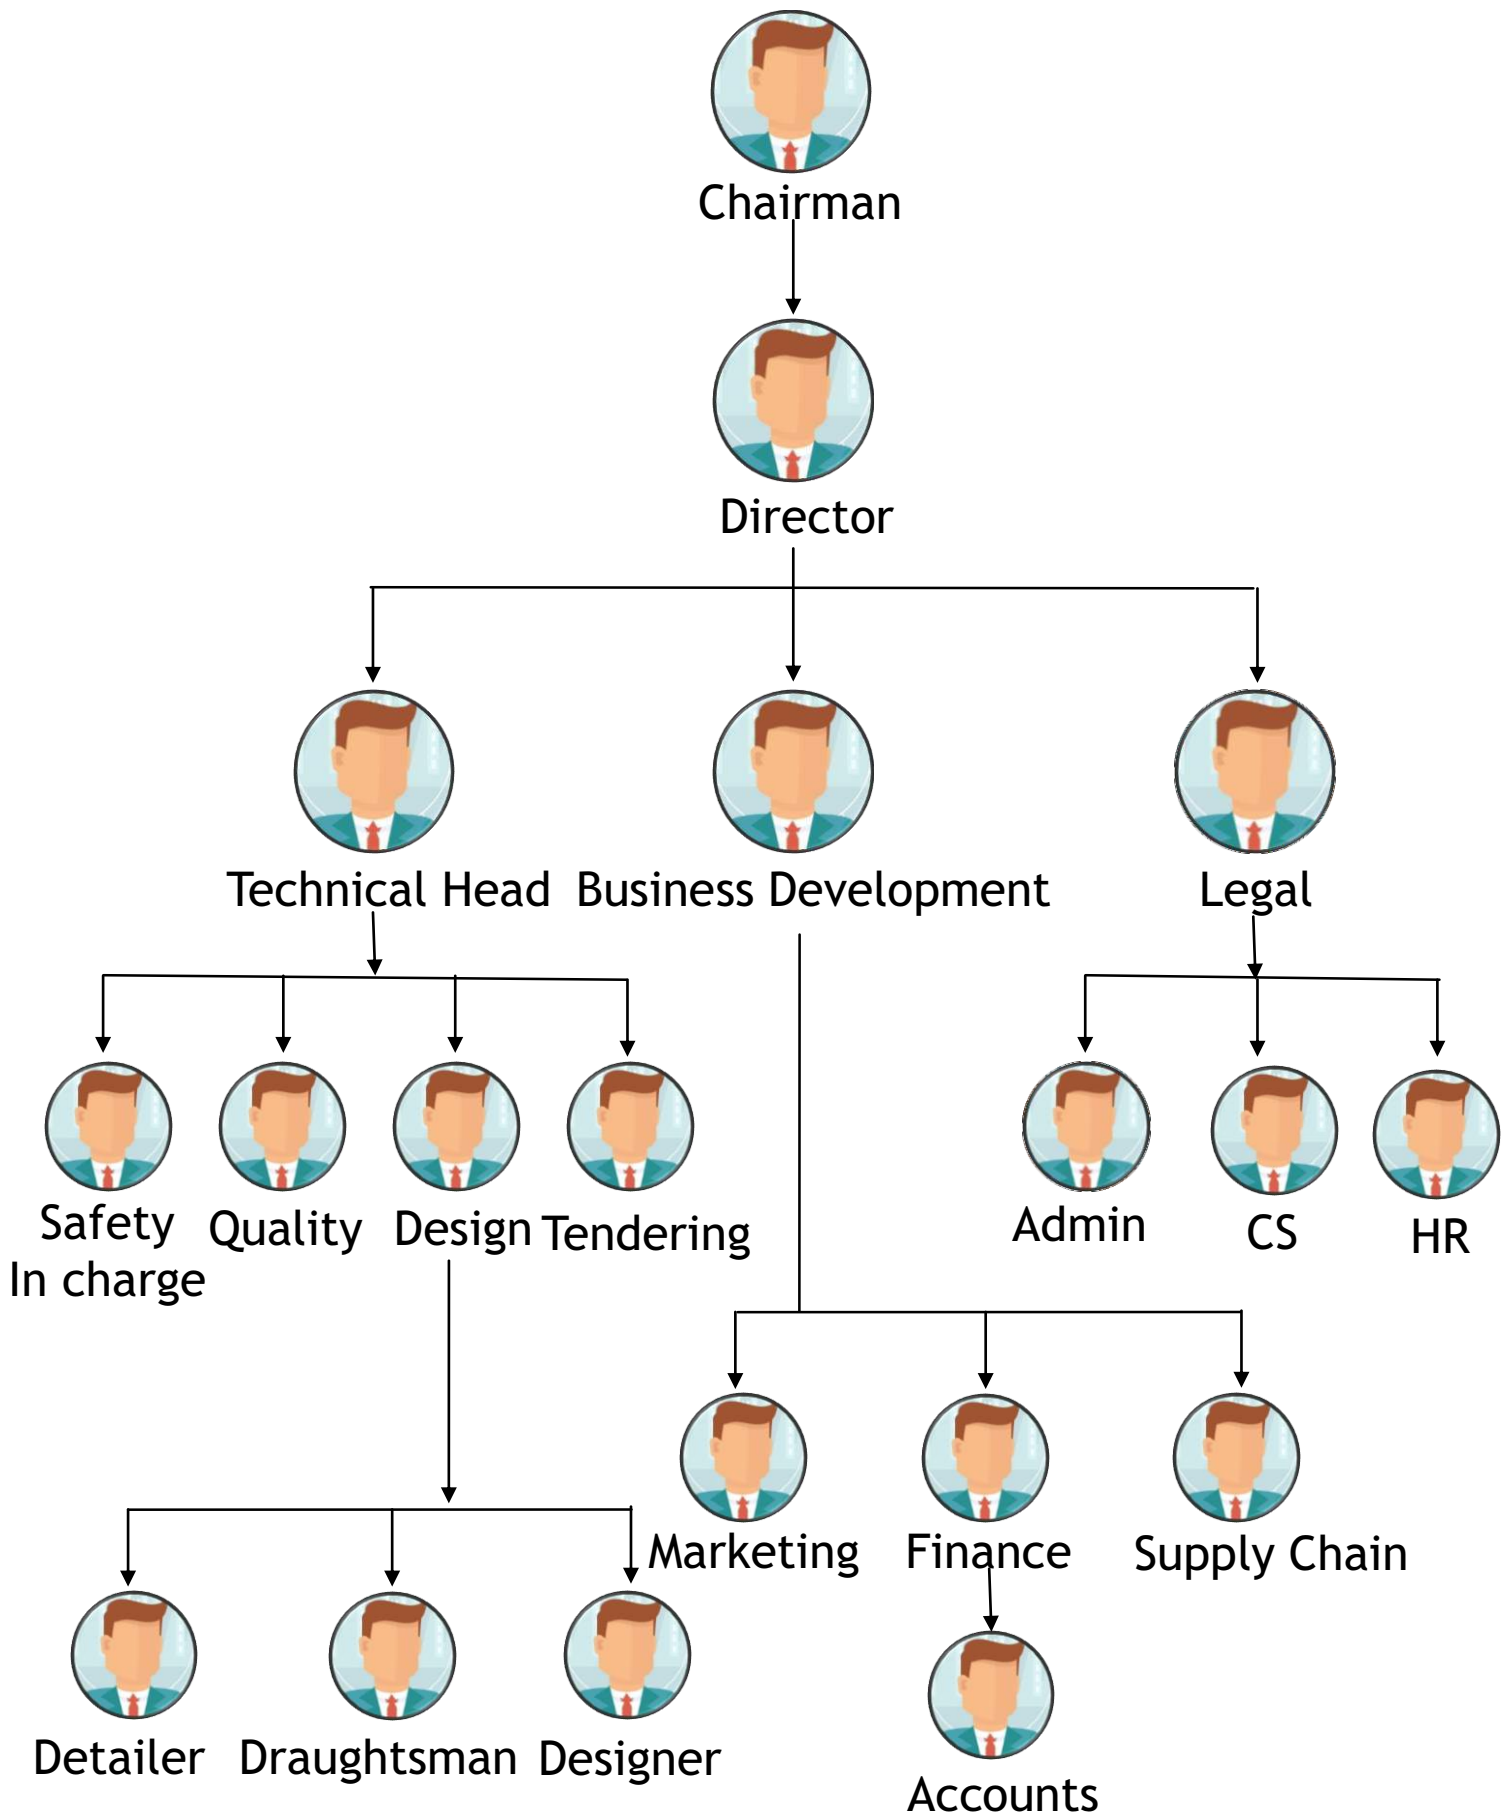 Chairman
Director
Technical Head
Business Development
Legal
Safety
In charge
Quality
Design
Tendering
Admin
CS
HR
Marketing
Finance
Supply Chain
Detailer
Draughtsman
Designer
Accounts